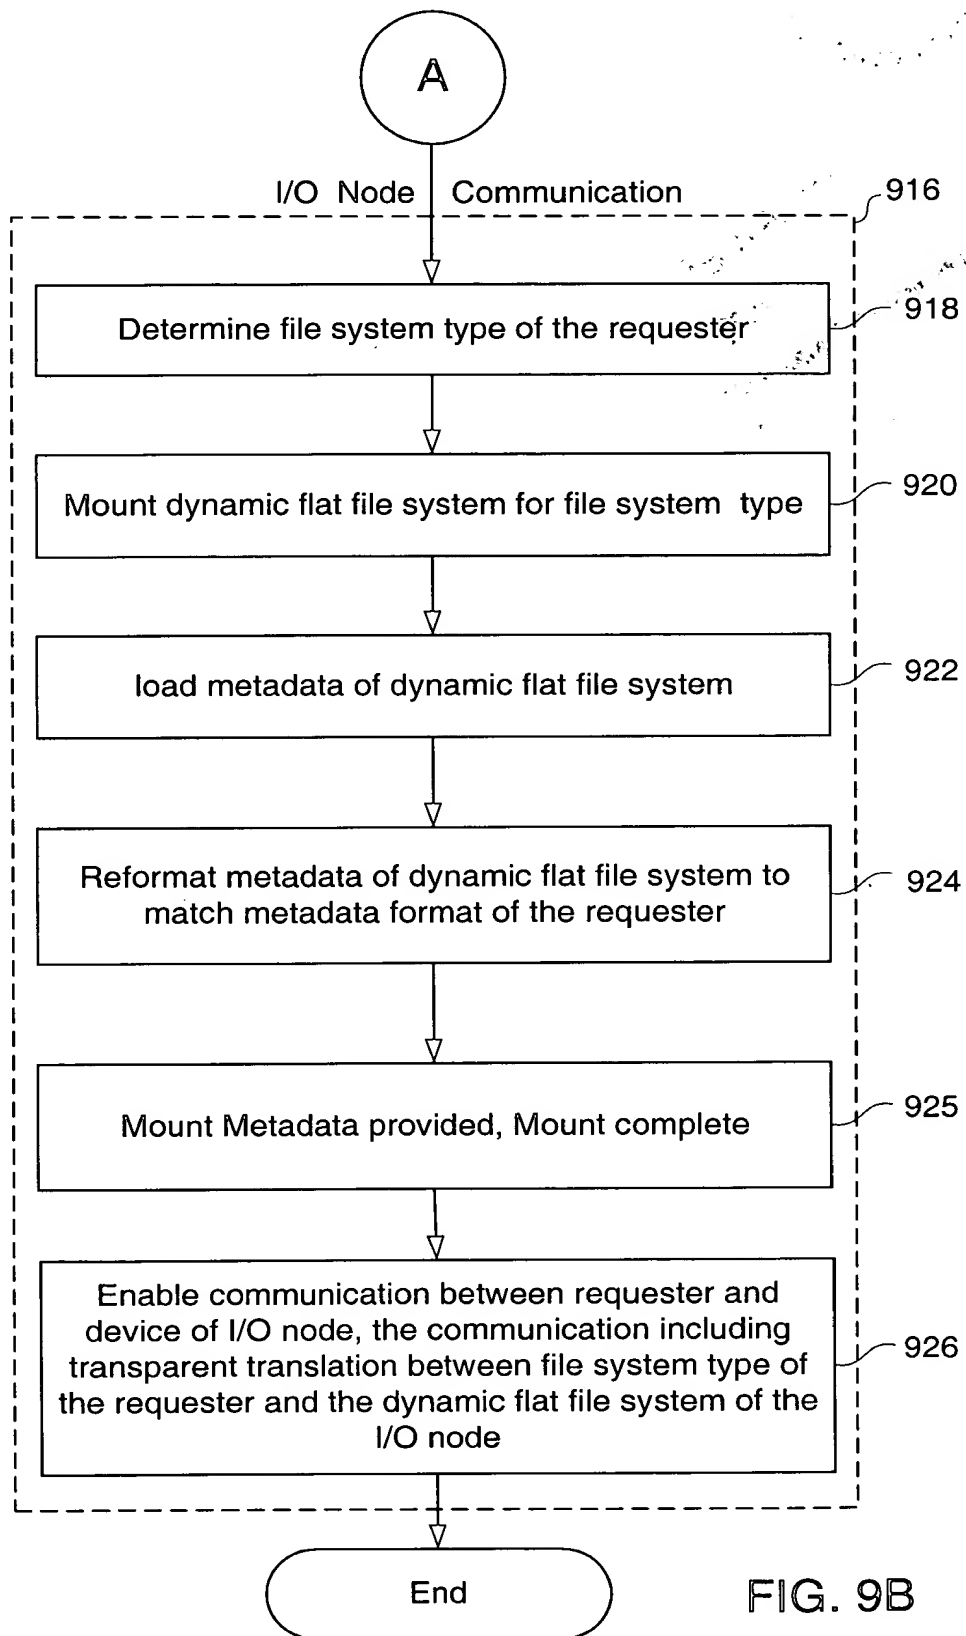 A
I/O Node Communication
916
Determine file system type of the requester
918
Mount dynamic flat file system for file system type
920
load metadata of dynamic flat file system
922
Reformat metadata of dynamic flat file system to
match metadata format of the requester
924
Mount Metadata provided, Mount complete
925
Enable communication between requester and
device of I/O node, the communication including
transparent translation between file system type of
the requester and the dynamic flat file system of the
I/O node
926
End
FIG. 9B